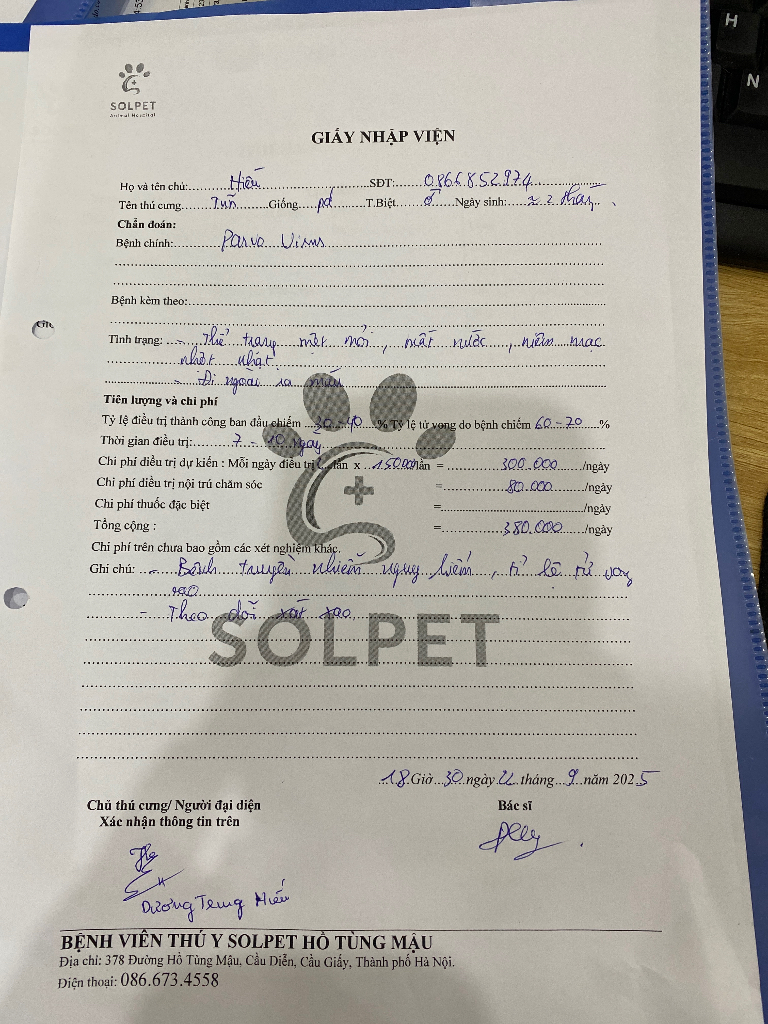 SOLPET
Animal Hospital
GIẤY NHẬP VIỆN
Họ và tên chủ: Hiếu SĐT: 0866.852.974
Tên thú cưng Giống T.Biệt ♂ Ngày sinh: ≈ 2 tháng
Chẩn đoán:
Bệnh chính: Parvo Virus
Bệnh kèm theo:
Tình trạng: - Thể trạng mệt mỏi, mất nước, niêm mạc
nhợt nhạt
- Đi ngoài ra máu
Tiên lượng và chi phí
Tỷ lệ điều trị thành công ban đầu chiếm 30-40 % Tỷ lệ tử vong do bệnh chiếm 60-70 %
Thời gian điều trị: 7 - 10 ngày
Chi phí điều trị dự kiến : Mỗi ngày điều trị 2 lần x 150.000/lần = 300.000 /ngày
Chi phí điều trị nội trú chăm sóc = 80.000 /ngày
Chi phí thuốc đặc biệt = /ngày
Tổng cộng : = 380.000 /ngày
Chi phí trên chưa bao gồm các xét nghiệm khác.
Ghi chú: - Bệnh truyền nhiễm nguy hiểm, tỉ lệ tử vong
cao
- Theo dõi sát sao
SOLPET
18 Giờ 30 ngày 22 tháng 9 năm 2025
Chủ thú cưng/ Người đại diện Bác sĩ
Xác nhận thông tin trên
Dương Hiếu
BỆNH VIỆN THÚ Y SOLPET HỒ TÙNG MẬU
Địa chỉ: 378 Đường Hồ Tùng Mậu, Cầu Diễn, Cầu Giấy, Thành phố Hà Nội.
Điện thoại: 086.673.4558
H
N